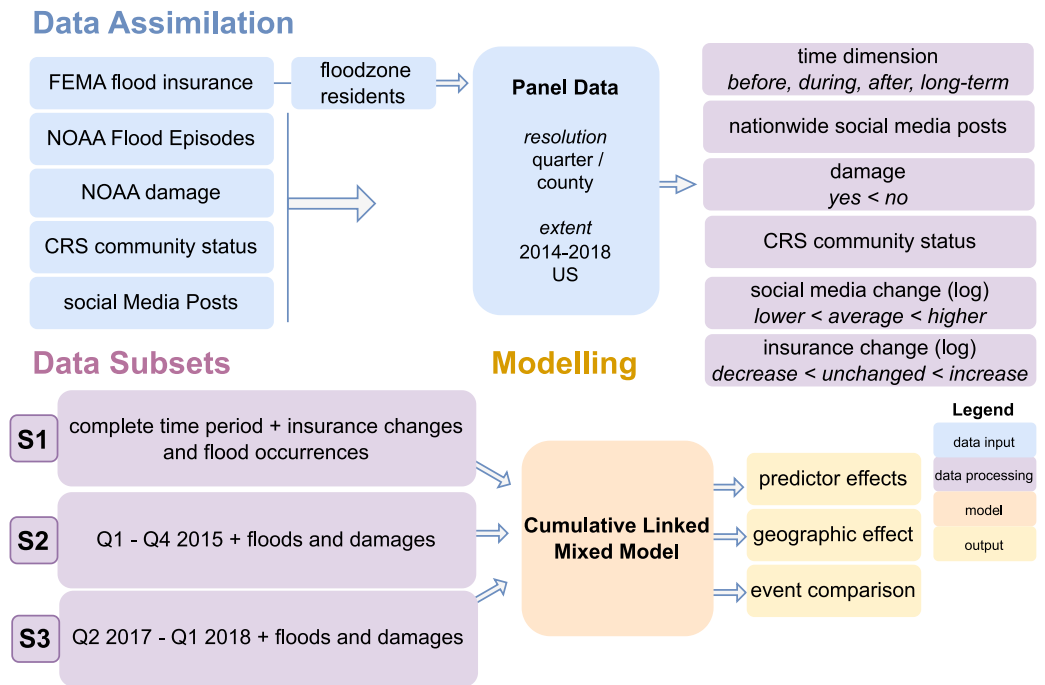 Data Assimilation
FEMA flood insurance
floodzone
residents
NOAA Flood Episodes
NOAA damage
CRS community status
social Media Posts
Panel Data
resolution
quarter /
county
extent
2014-2018
US
time dimension
before, during, after, long-term
nationwide social media posts
damage
yes < no
CRS community status
social media change (log)
lower < average < higher
insurance change (log)
decrease < unchanged < increase
Data Subsets
S1
complete time period + insurance changes
and flood occurrences
S2
Q1 - Q4 2015 + floods and damages
S3
Q2 2017 - Q1 2018 + floods and damages
Modelling
Cumulative Linked
Mixed Model
predictor effects
geographic effect
event comparison
Legend
data input
data processing
model
output